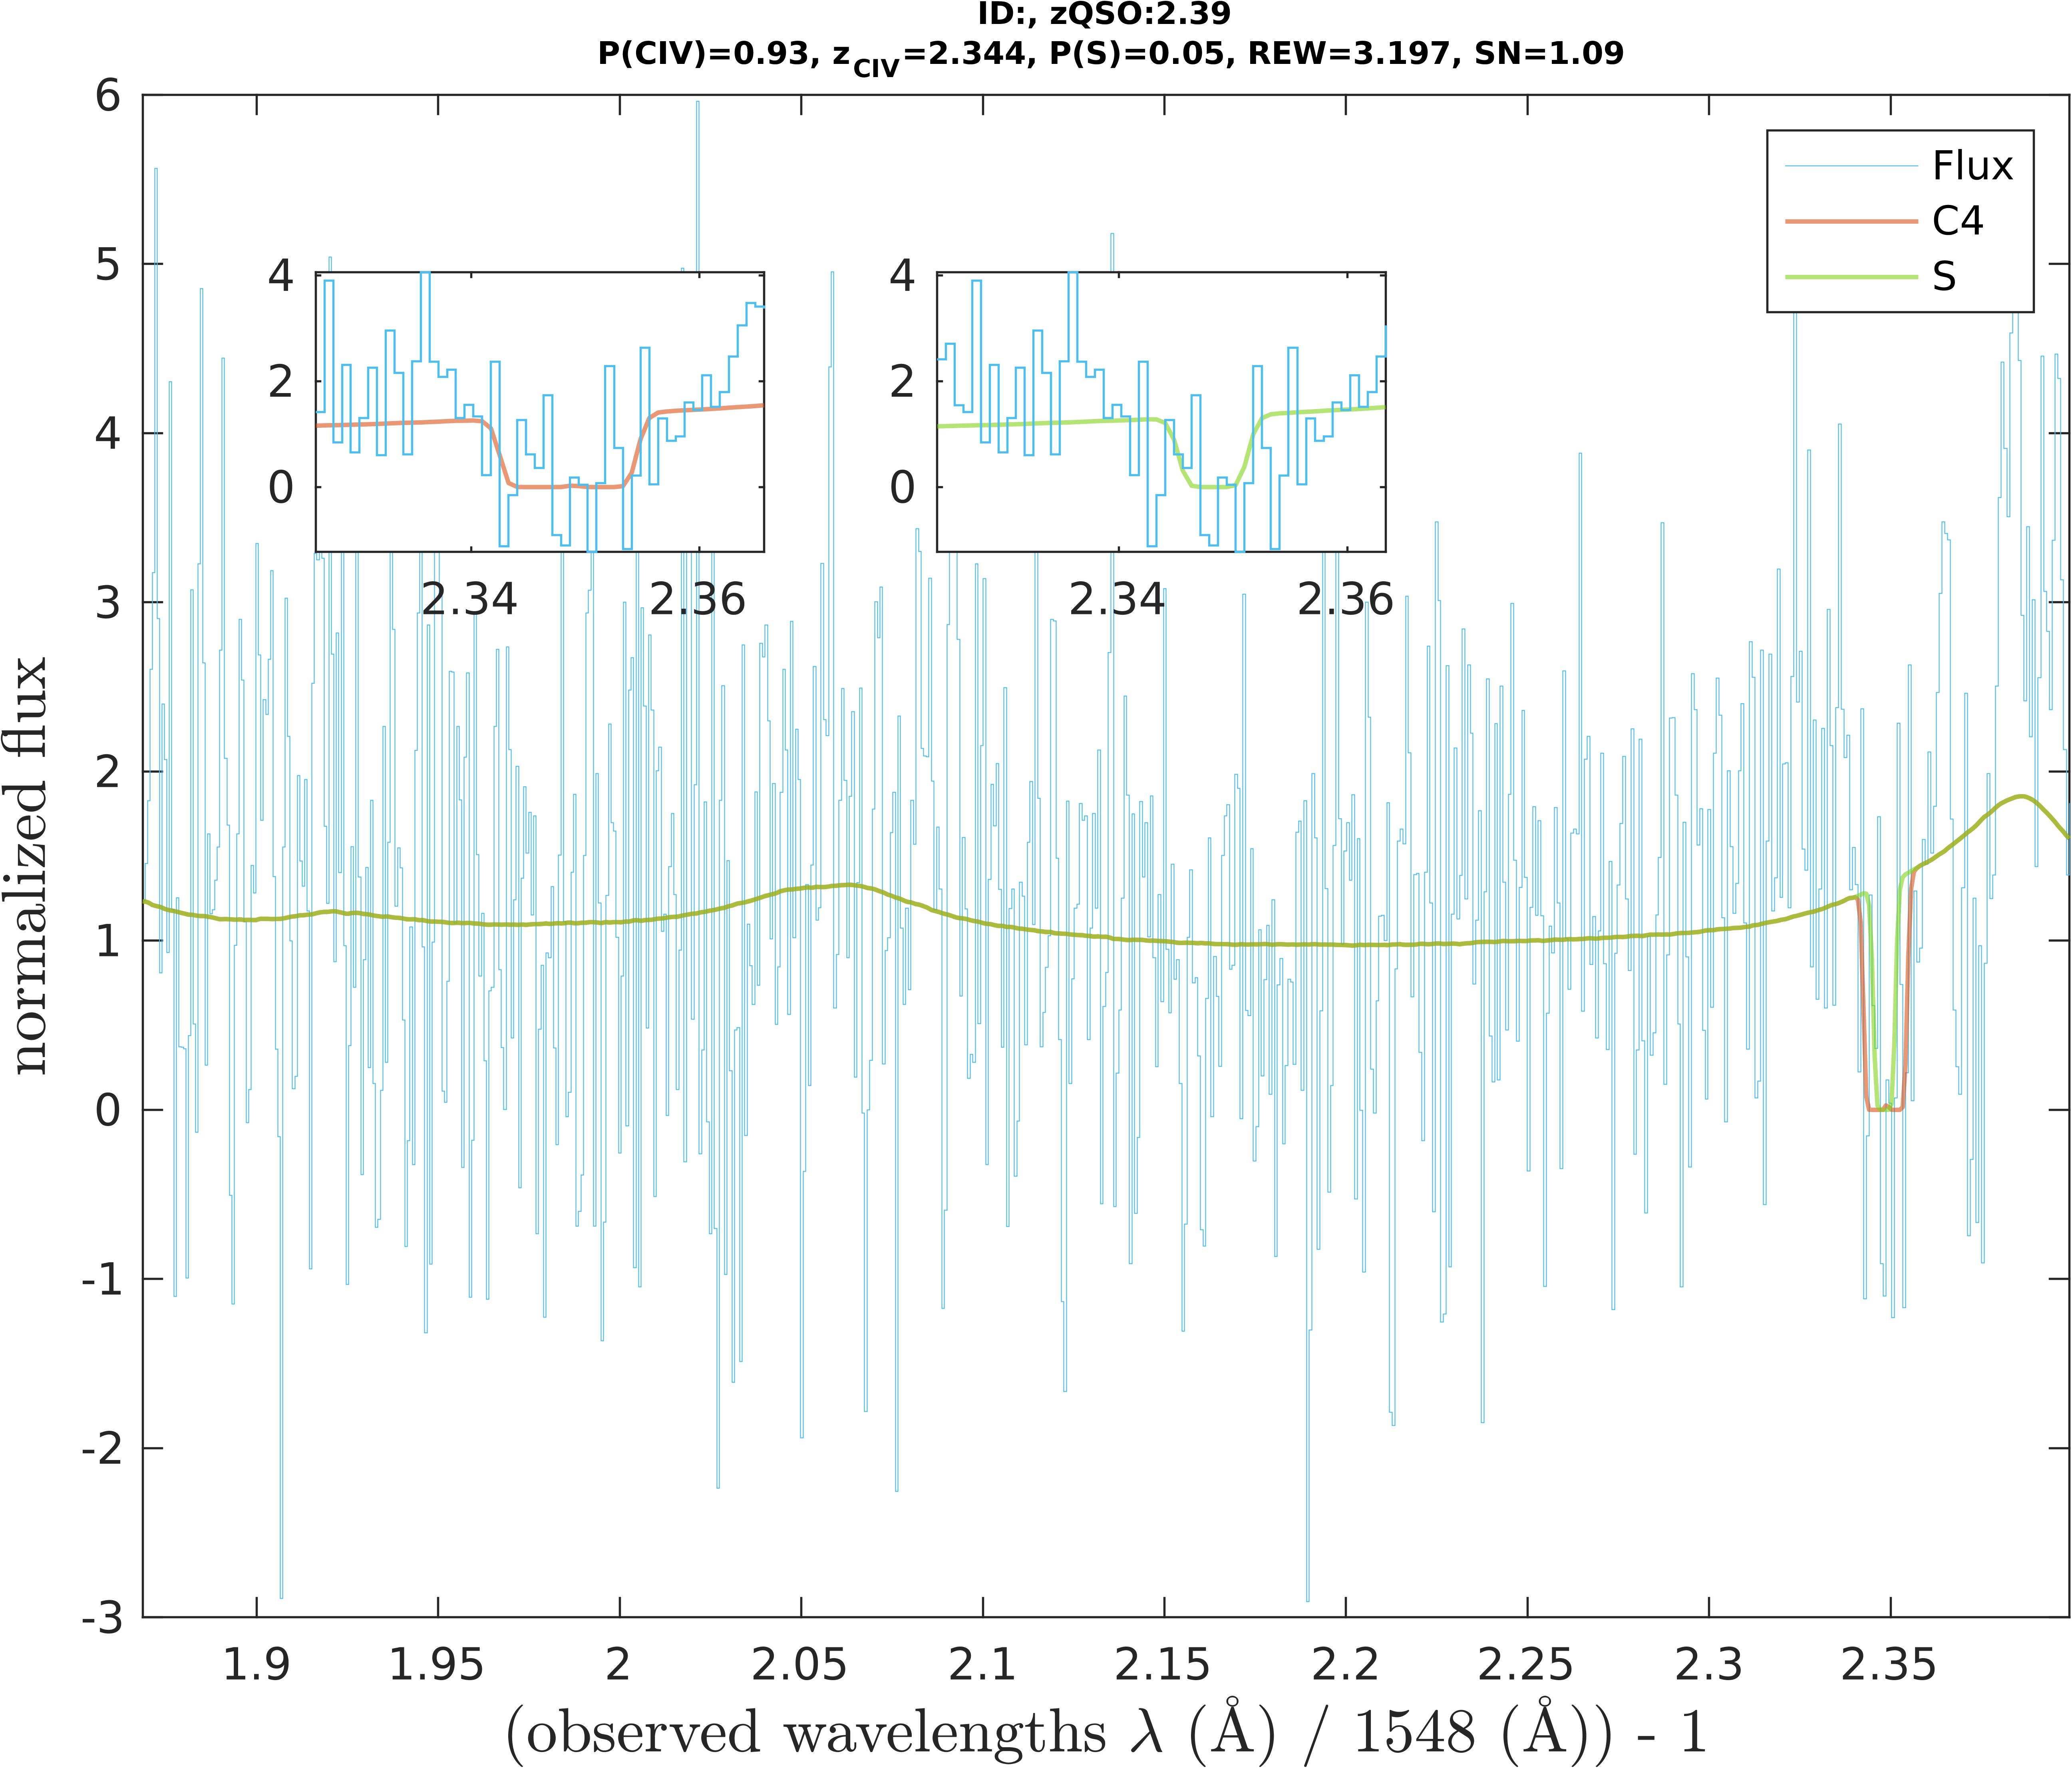 ID:, zQSO:2.39
P(CIV)=0.93, z_CIV=2.344, P(S)=0.05, REW=3.197, SN=1.09
6
5
4
3
2
1
0
-1
-2
-3
normalized flux
Flux
C4
S
4
2
0
2.34 2.36
4
2
0
2.34 2.36
1.9 1.95 2 2.05 2.1 2.15 2.2 2.25 2.3 2.35
(observed wavelengths λ (Å) / 1548 (Å)) - 1